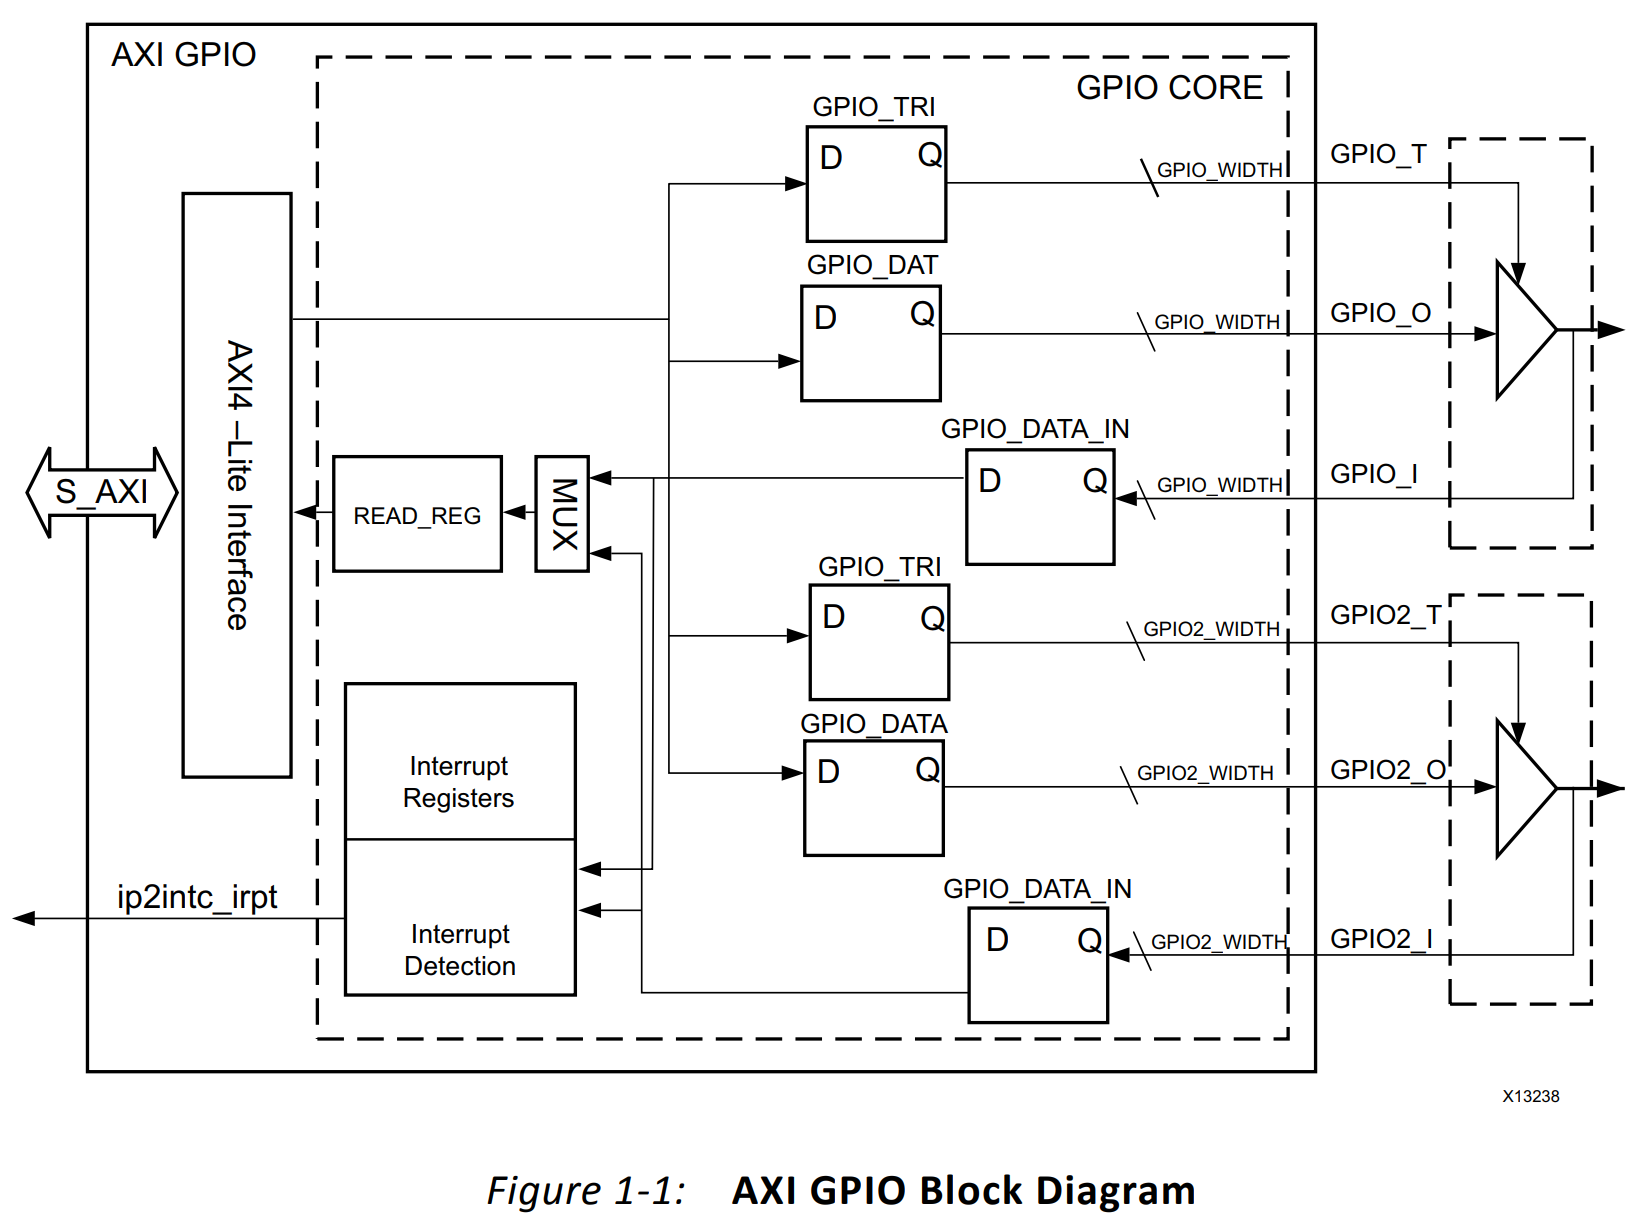 AXI GPIO
GPIO CORE
GPIO_TRI
D
Q
GPIO_WIDTH
GPIO_T
GPIO_DAT
D
Q
GPIO_WIDTH
GPIO_O
AXI4 –Lite Interface
GPIO_DATA_IN
D
Q
GPIO_WIDTH
GPIO_I
S_AXI
READ_REG
MUX
GPIO_TRI
D
Q
GPIO2_WIDTH
GPIO2_T
GPIO_DATA
D
Q
GPIO2_WIDTH
GPIO2_O
Interrupt
Registers
ip2intc_irpt
Interrupt
Detection
GPIO_DATA_IN
D
Q
GPIO2_WIDTH
GPIO2_I
X13238
Figure 1-1: AXI GPIO Block Diagram